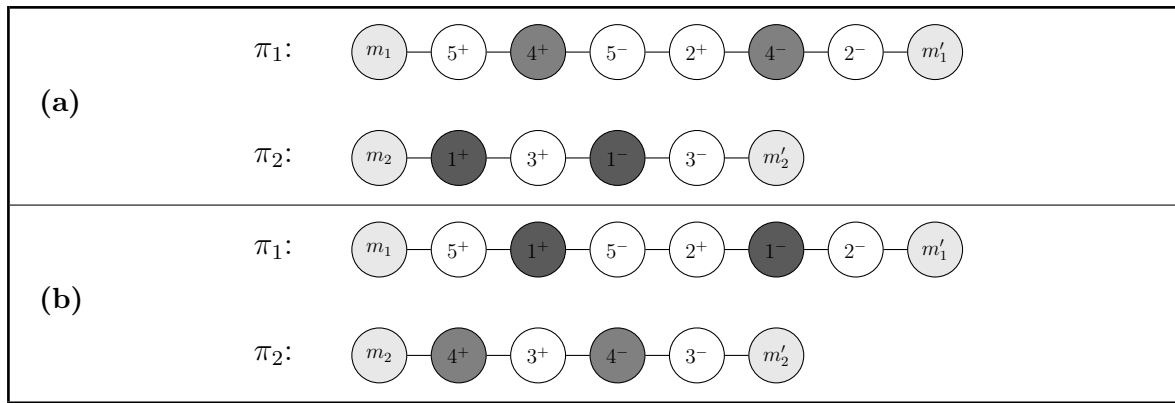 π₁: m₁ 5⁺ 4⁺ 5⁻ 2⁺ 4⁻ 2⁻ m′₁
(a)
π₂: m₂ 1⁺ 3⁺ 1⁻ 3⁻ m′₂
π₁: m₁ 5⁺ 1⁺ 5⁻ 2⁺ 1⁻ 2⁻ m′₁
(b)
π₂: m₂ 4⁺ 3⁺ 4⁻ 3⁻ m′₂